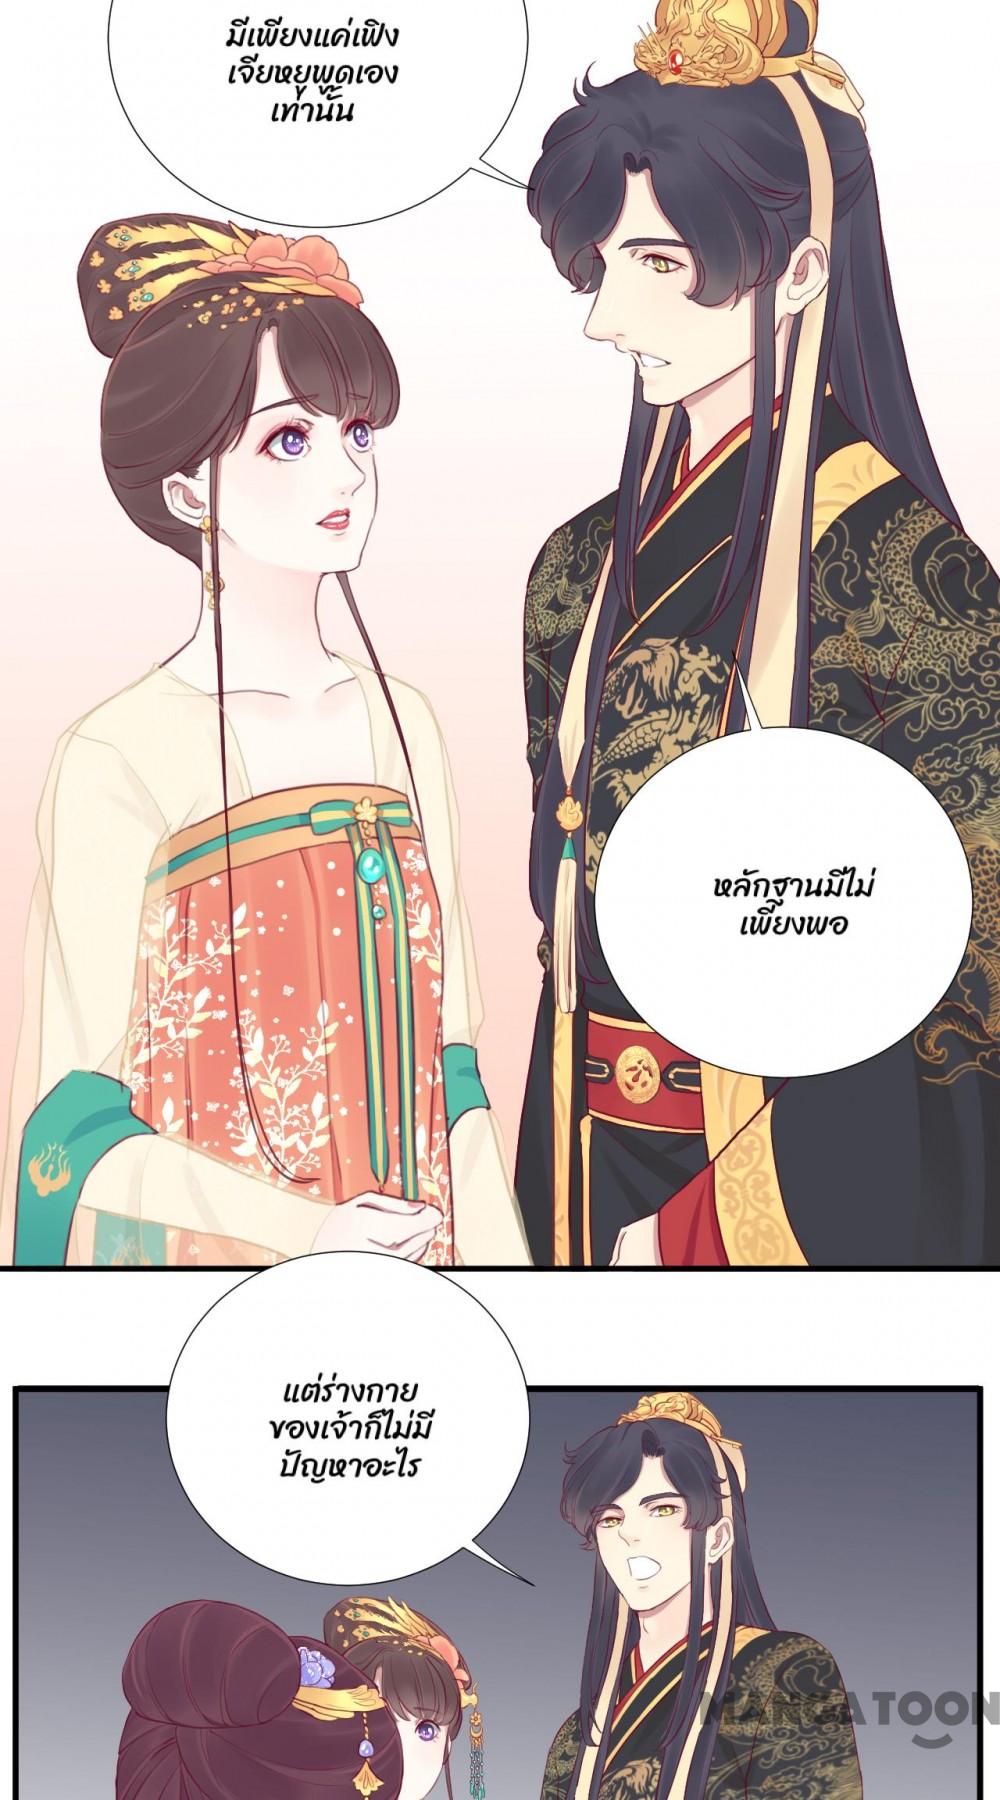 มีเพียงแค่เฟิง
เจียหยูพูดเอง
เท่านั้น
หลักฐานมีไม่
เพียงพอ
แต่ร่างกาย
ของเจ้าก็ไม่มี
ปัญหาอะไร
MANGATOON